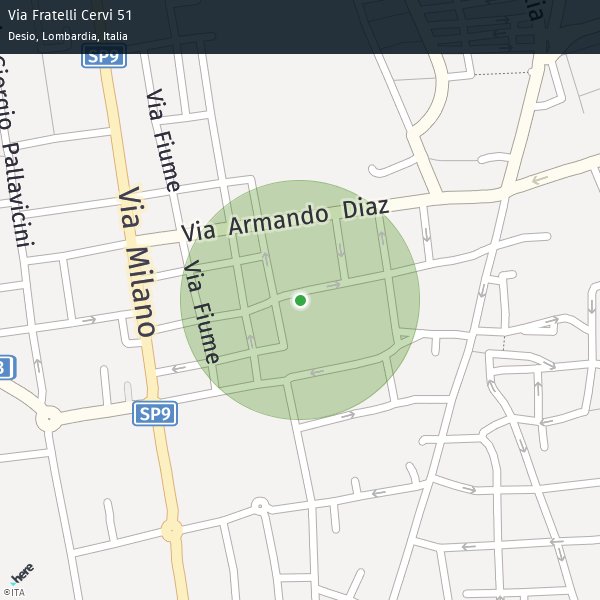 Via Fratelli Cervi 51
Desio, Lombardia, Italia
SP9
Via Fiume
Giorgio Pallavicini
Via Armando Diaz
Via Milano
Via Fiume
SP9
here
©ITA